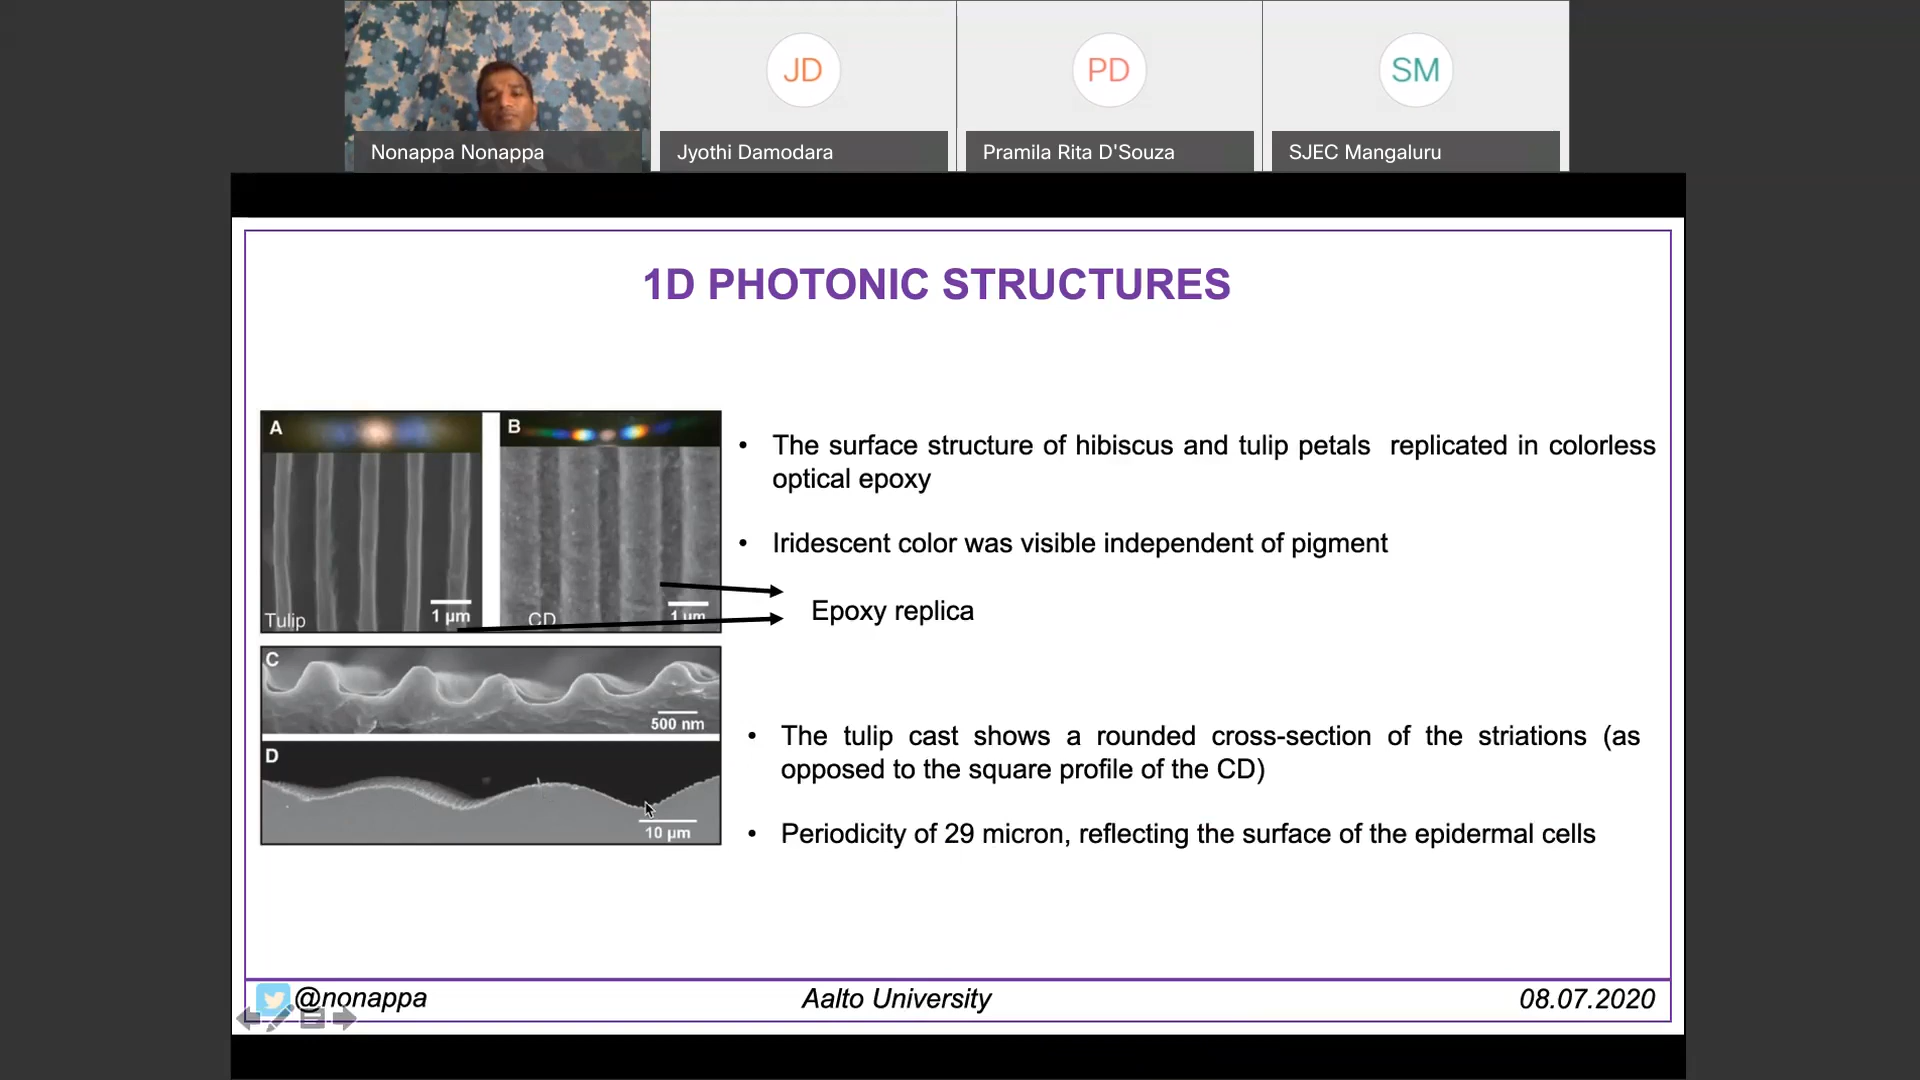 JD
PD
SM
Nonappa Nonappa
Jyothi Damodara
Pramila Rita D'Souza
SJEC Mangaluru
1D PHOTONIC STRUCTURES
A
B
Tulip
1 µm
CD
1 µm
C
500 nm
D
10 µm
• The surface structure of hibiscus and tulip petals replicated in colorless
optical epoxy
• Iridescent color was visible independent of pigment
Epoxy replica
• The tulip cast shows a rounded cross-section of the striations (as
opposed to the square profile of the CD)
• Periodicity of 29 micron, reflecting the surface of the epidermal cells
@nonappa
Aalto University
08.07.2020